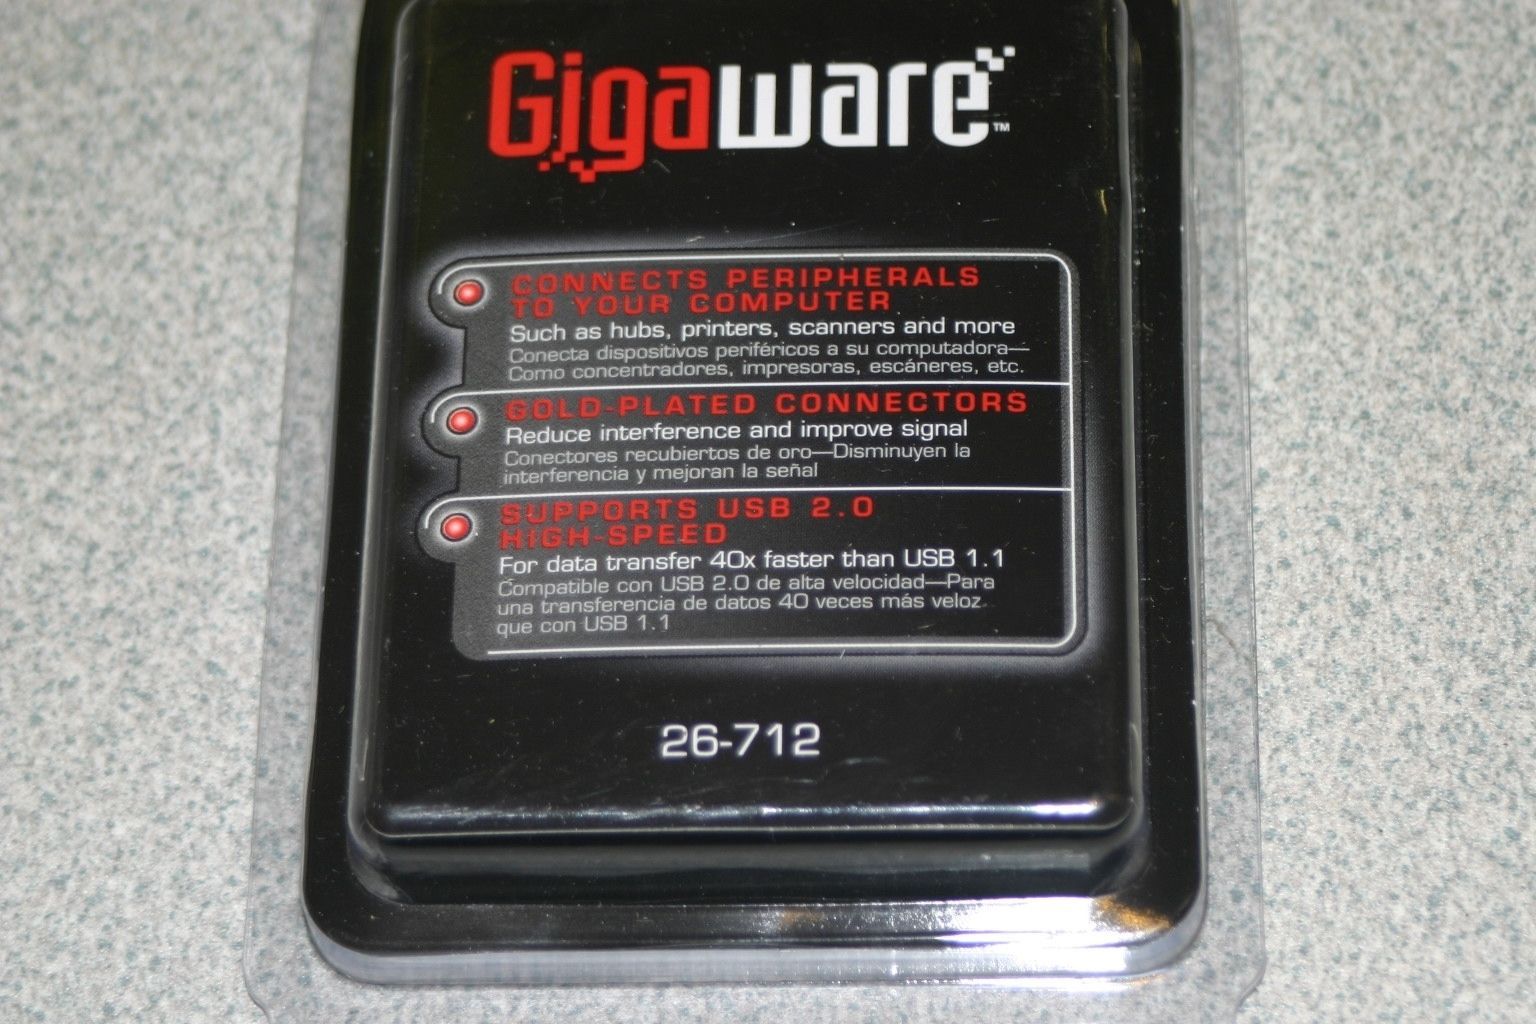 Gigaware™
CONNECTS PERIPHERALS
TO YOUR COMPUTER
Such as hubs, printers, scanners and more
Conecta dispositivos periféricos a su computadora—
Como concentradores, impresoras, escáneres, etc.
GOLD-PLATED CONNECTORS
Reduce interference and improve signal
Conectores recubiertos de oro—Disminuyen la
interferencia y mejoran la señal
SUPPORTS USB 2.0
HIGH-SPEED
For data transfer 40x faster than USB 1.1
Compatible con USB 2.0 de alta velocidad—Para
una transferencia de datos 40 veces más veloz
que con USB 1.1
26-712